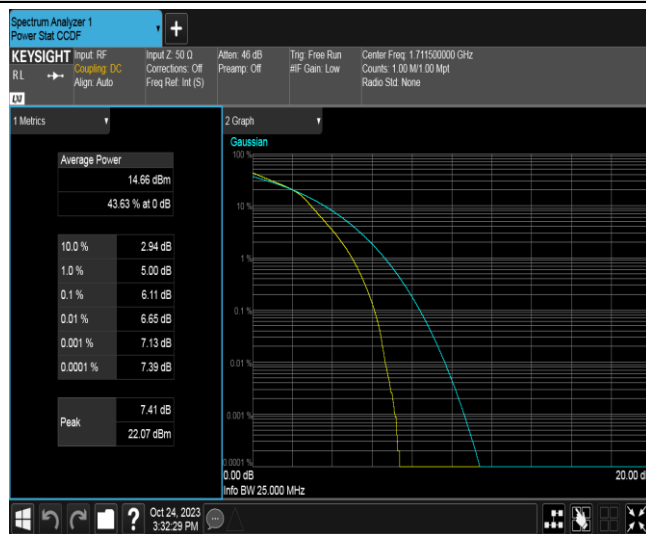 Spectrum Analyzer 1
Power Stat CCDF
KEYSIGHT
RL
LXI
Input: RF
Coupling: DC
Align: Auto
Input Z: 50 Ω
Corrections: Off
Freq Ref: Int (S)
Atten: 46 dB
Preamp: Off
Trig: Free Run
#IF Gain: Low
Center Freq: 1.711500000 GHz
Counts: 1.00 M/1.00 Mpt
Radio Std: None
1 Metrics
Average Power
14.66 dBm
43.63 % at 0 dB
10.0 % 2.94 dB
1.0 % 5.00 dB
0.1 % 6.11 dB
0.01 % 6.65 dB
0.001 % 7.13 dB
0.0001 % 7.39 dB
Peak
7.41 dB
22.07 dBm
2 Graph
Gaussian
100 %
10 %
1 %
0.1 %
0.01 %
0.001 %
0.0001 %
0.00 dB 20.00 d
Info BW 25.000 MHz
?
Oct 24, 2023
3:32:29 PM